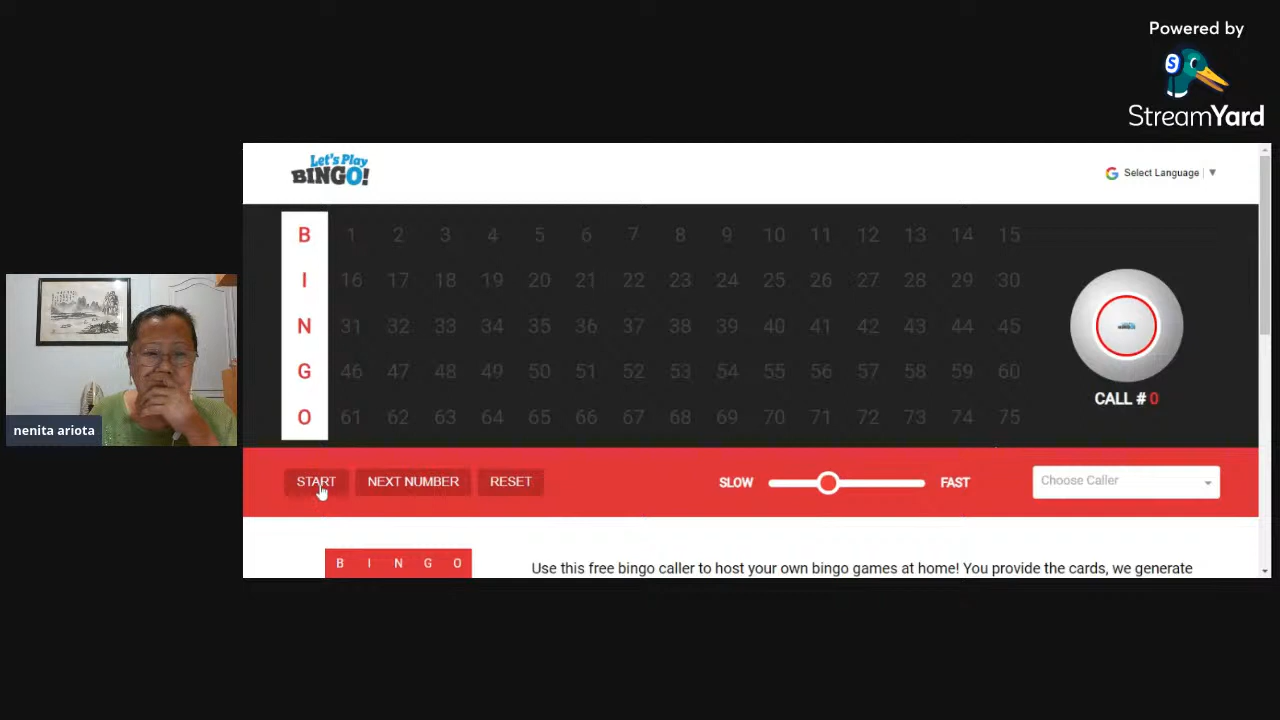 Powered by
S
StreamYard
Let's Play
BINGO!
Select Language ▼
B 1 2 3 4 5 6 7 8 9 10 11 12 13 14 15
I 16 17 18 19 20 21 22 23 24 25 26 27 28 29 30
N 31 32 33 34 35 36 37 38 39 40 41 42 43 44 45
G 46 47 48 49 50 51 52 53 54 55 56 57 58 59 60
O 61 62 63 64 65 66 67 68 69 70 71 72 73 74 75
BINGO!
CALL # 0
nenita ariota
START NEXT NUMBER RESET SLOW FAST Choose Caller
B I N G O
Use this free bingo caller to host your own bingo games at home! You provide the cards, we generate